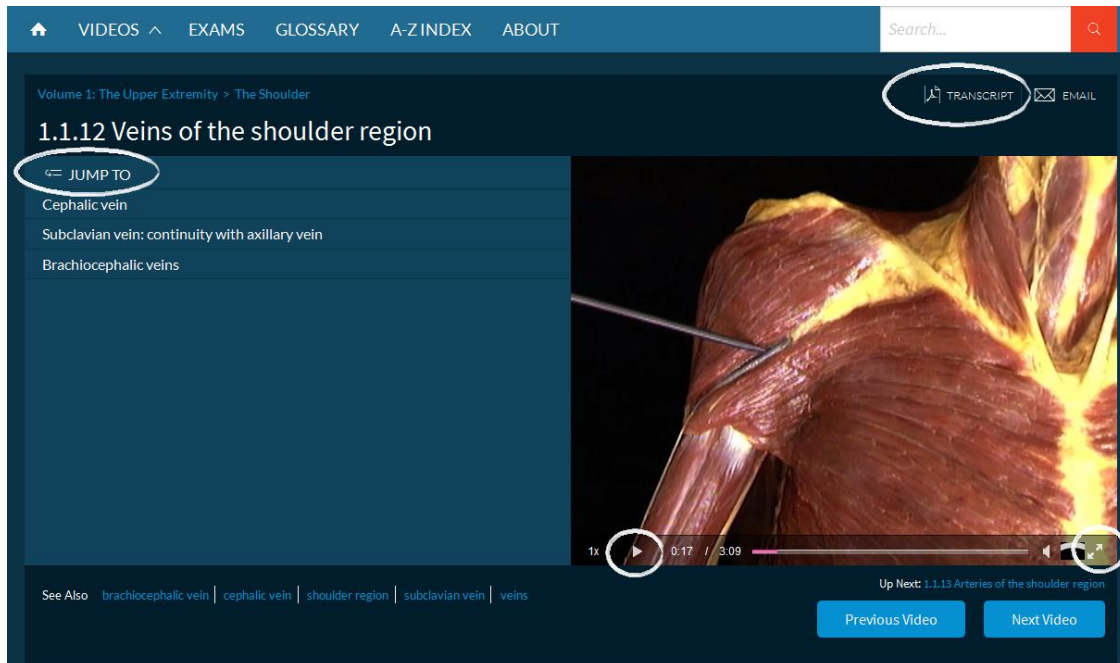 VIDEOS EXAMS GLOSSARY A-Z INDEX ABOUT Search...
Volume 1: The Upper Extremity > The Shoulder
TRANSCRIPT EMAIL
1.1.12 Veins of the shoulder region
JUMP TO
Cephalic vein
Subclavian vein: continuity with axillary vein
Brachiocephalic veins
1x 0:17 / 3:09
Up Next: 1.1.13 Arteries of the shoulder region
See Also brachiocephalic vein | cephalic vein | shoulder region | subclavian vein | veins
Previous Video Next Video